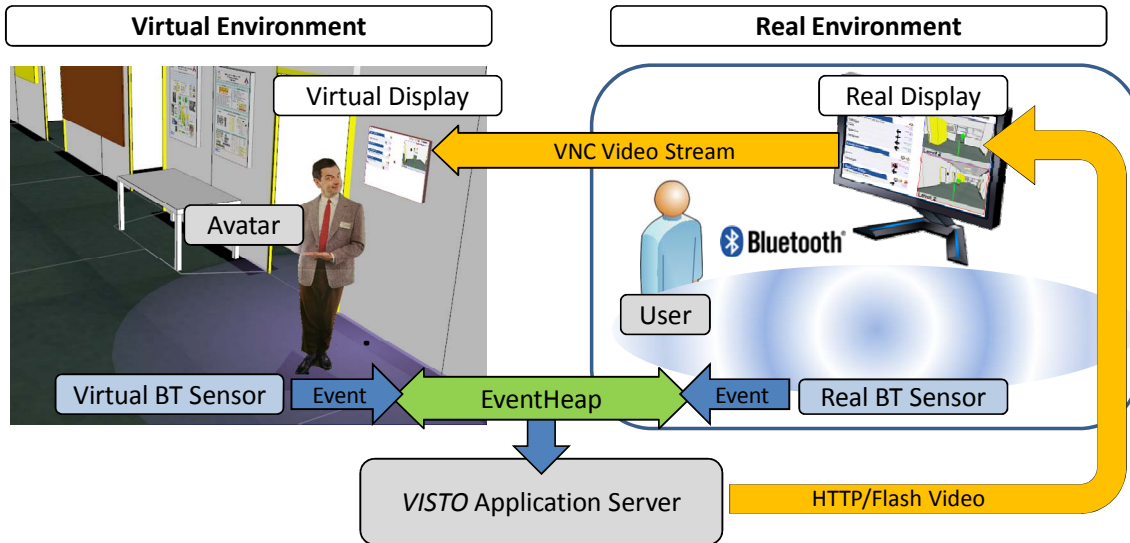 Virtual Environment
Real Environment
Virtual Display
Real Display
VNC Video Stream
Avatar
Bluetooth®
User
Virtual BT Sensor
Event
EventHeap
Event
Real BT Sensor
VISTO Application Server
HTTP/Flash Video